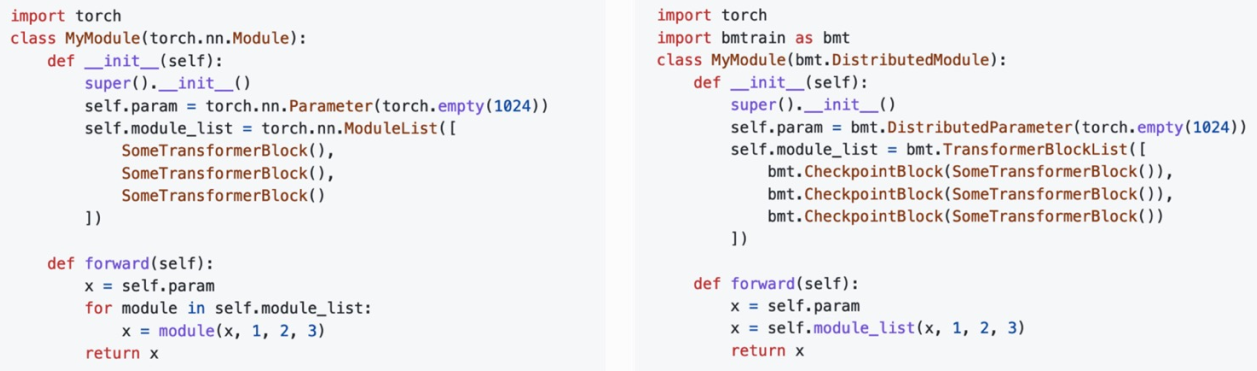 import torch
class MyModule(torch.nn.Module):
    def __init__(self):
        super().__init__()
        self.param = torch.nn.Parameter(torch.empty(1024))
        self.module_list = torch.nn.ModuleList([
            SomeTransformerBlock(),
            SomeTransformerBlock(),
            SomeTransformerBlock()
        ])
    def forward(self):
        x = self.param
        for module in self.module_list:
            x = module(x, 1, 2, 3)
        return x
import torch
import bmtrain as bmt
class MyModule(bmt.DistributedModule):
    def __init__(self):
        super().__init__()
        self.param = bmt.DistributedParameter(torch.empty(1024))
        self.module_list = bmt.TransformerBlockList([
            bmt.CheckpointBlock(SomeTransformerBlock()),
            bmt.CheckpointBlock(SomeTransformerBlock()),
            bmt.CheckpointBlock(SomeTransformerBlock())
        ])
    def forward(self):
        x = self.param
        x = self.module_list(x, 1, 2, 3)
        return x